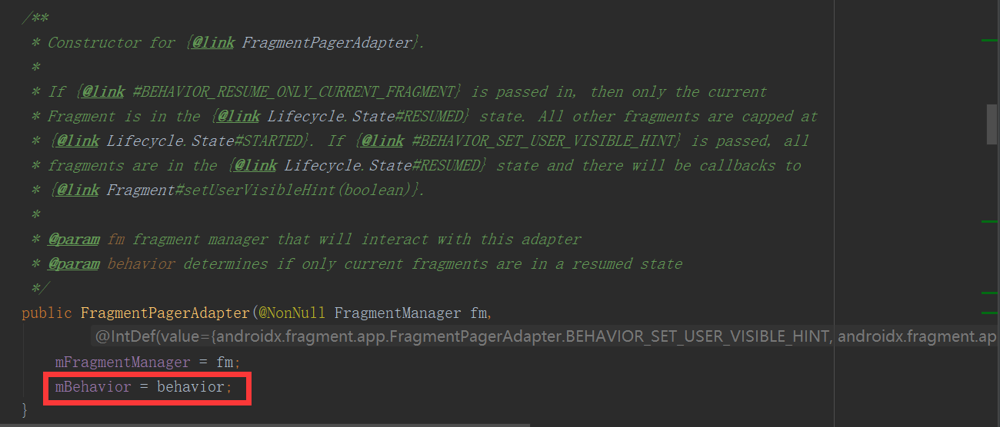 /**
* Constructor for {@link FragmentPagerAdapter}.
*
* If {@link #BEHAVIOR_RESUME_ONLY_CURRENT_FRAGMENT} is passed in, then only the current
* Fragment is in the {@link Lifecycle.State#RESUMED} state. All other fragments are capped at
* {@link Lifecycle.State#STARTED}. If {@link #BEHAVIOR_SET_USER_VISIBLE_HINT} is passed, all
* fragments are in the {@link Lifecycle.State#RESUMED} state and there will be callbacks to
* {@link Fragment#setUserVisibleHint(boolean)}.
*
* @param fm fragment manager that will interact with this adapter
* @param behavior determines if only current fragments are in a resumed state
*/
public FragmentPagerAdapter(@NonNull FragmentManager fm,
@IntDef(value={androidx.fragment.app.FragmentPagerAdapter.BEHAVIOR_SET_USER_VISIBLE_HINT, androidx.fragment.ap
mFragmentManager = fm;
mBehavior = behavior;
}